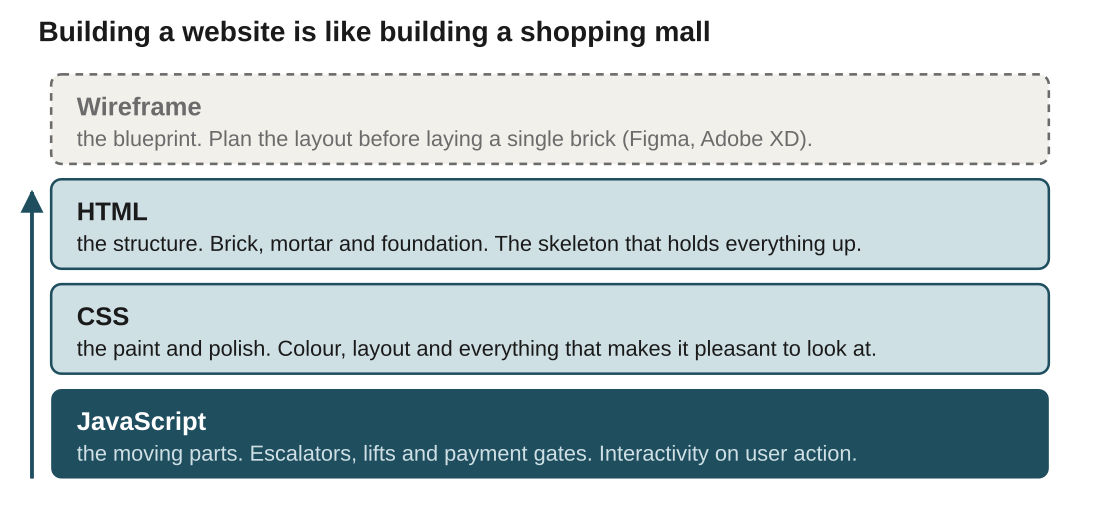 Building a website is like building a shopping mall
Wireframe
the blueprint. Plan the layout before laying a single brick (Figma, Adobe XD).
HTML
the structure. Brick, mortar and foundation. The skeleton that holds everything up.
CSS
the paint and polish. Colour, layout and everything that makes it pleasant to look at.
JavaScript
the moving parts. Escalators, lifts and payment gates. Interactivity on user action.